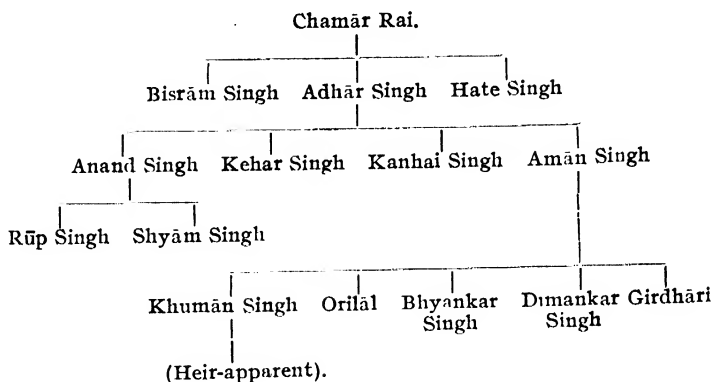 Chamār Rai.
Bisrām Singh Adhār Singh Hate Singh
Anand Singh Kehar Singh Kanhai Singh Amān Singh
Rūp Singh Shyām Singh
Khumān Singh Orilāl Bhyankar Singh Dımankar Singh Girdhāri
(Heir-apparent).